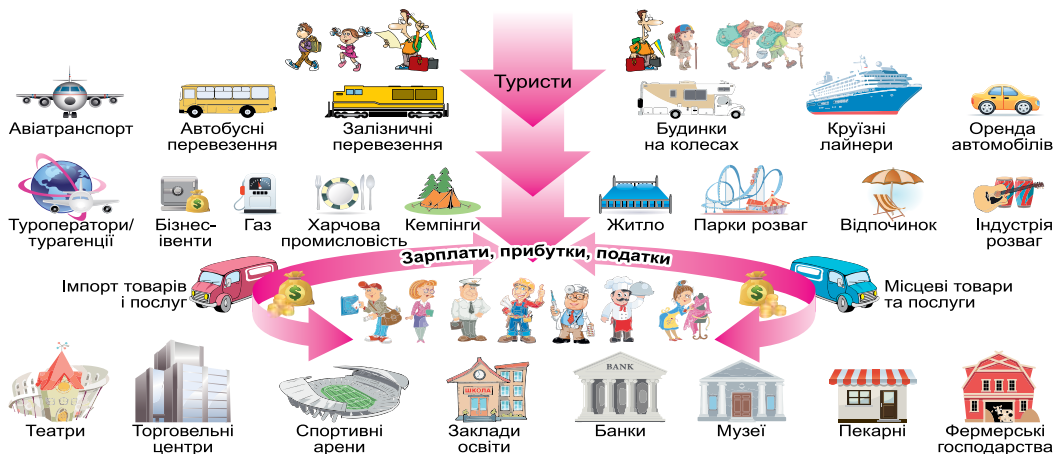 Туристи
Авіатранспорт
Автобусні
перевезення
Залізничні
перевезення
Будинки
на колесах
Круїзні
лайнери
Оренда
автомобілів
Туроператори/
турагенції
Бізнес-
івенти
Газ
Харчова
промисловість
Кемпінги
Житло
Парки розваг
Відпочинок
Індустрія
розваг
Зарплати, прибутки, податки
Імпорт товарів
і послуг
Місцеві товари
та послуги
ШКОЛА
BANK
Театри
Торговельні
центри
Спортивні
арени
Заклади
освіти
Банки
Музеї
Пекарні
Фермерські
господарства